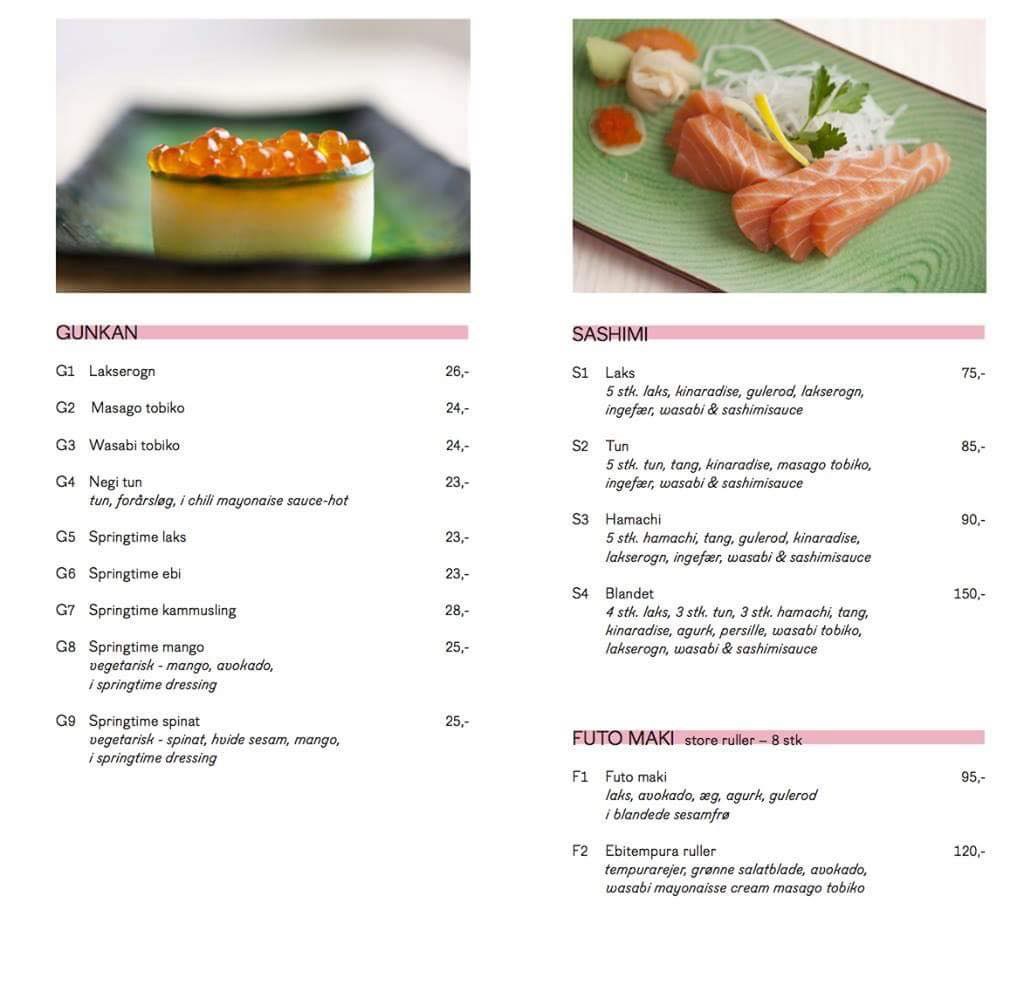 GUNKAN
G1 Lakserogn 26,-
G2 Masago tobiko 24,-
G3 Wasabi tobiko 24,-
G4 Negi tun 23,-
tun, forårsløg, i chili mayonaise sauce-hot
G5 Springtime laks 23,-
G6 Springtime ebi 23,-
G7 Springtime kammusling 28,-
G8 Springtime mango 25,-
vegetarisk - mango, avokado,
i springtime dressing
G9 Springtime spinat 25,-
vegetarisk - spinat, hvide sesam, mango,
i springtime dressing
SASHIMI
S1 Laks 75,-
5 stk. laks, kinaradise, gulerod, lakserogn,
ingefær, wasabi & sashimisauce
S2 Tun 85,-
5 stk. tun, tang, kinaradise, masago tobiko,
ingefær, wasabi & sashimisauce
S3 Hamachi 90,-
5 stk. hamachi, tang, gulerod, kinaradise,
lakserogn, ingefær, wasabi & sashimisauce
S4 Blandet 150,-
4 stk. laks, 3 stk. tun, 3 stk. hamachi, tang,
kinaradise, agurk, persille, wasabi tobiko,
lakserogn, wasabi & sashimisauce
FUTO MAKI store ruller – 8 stk
F1 Futo maki 95,-
laks, avokado, æg, agurk, gulerod
i blandede sesamfrø
F2 Ebitempura ruller 120,-
tempurarejer, grønne salatblade, avokado,
wasabi mayonaisse cream masago tobiko